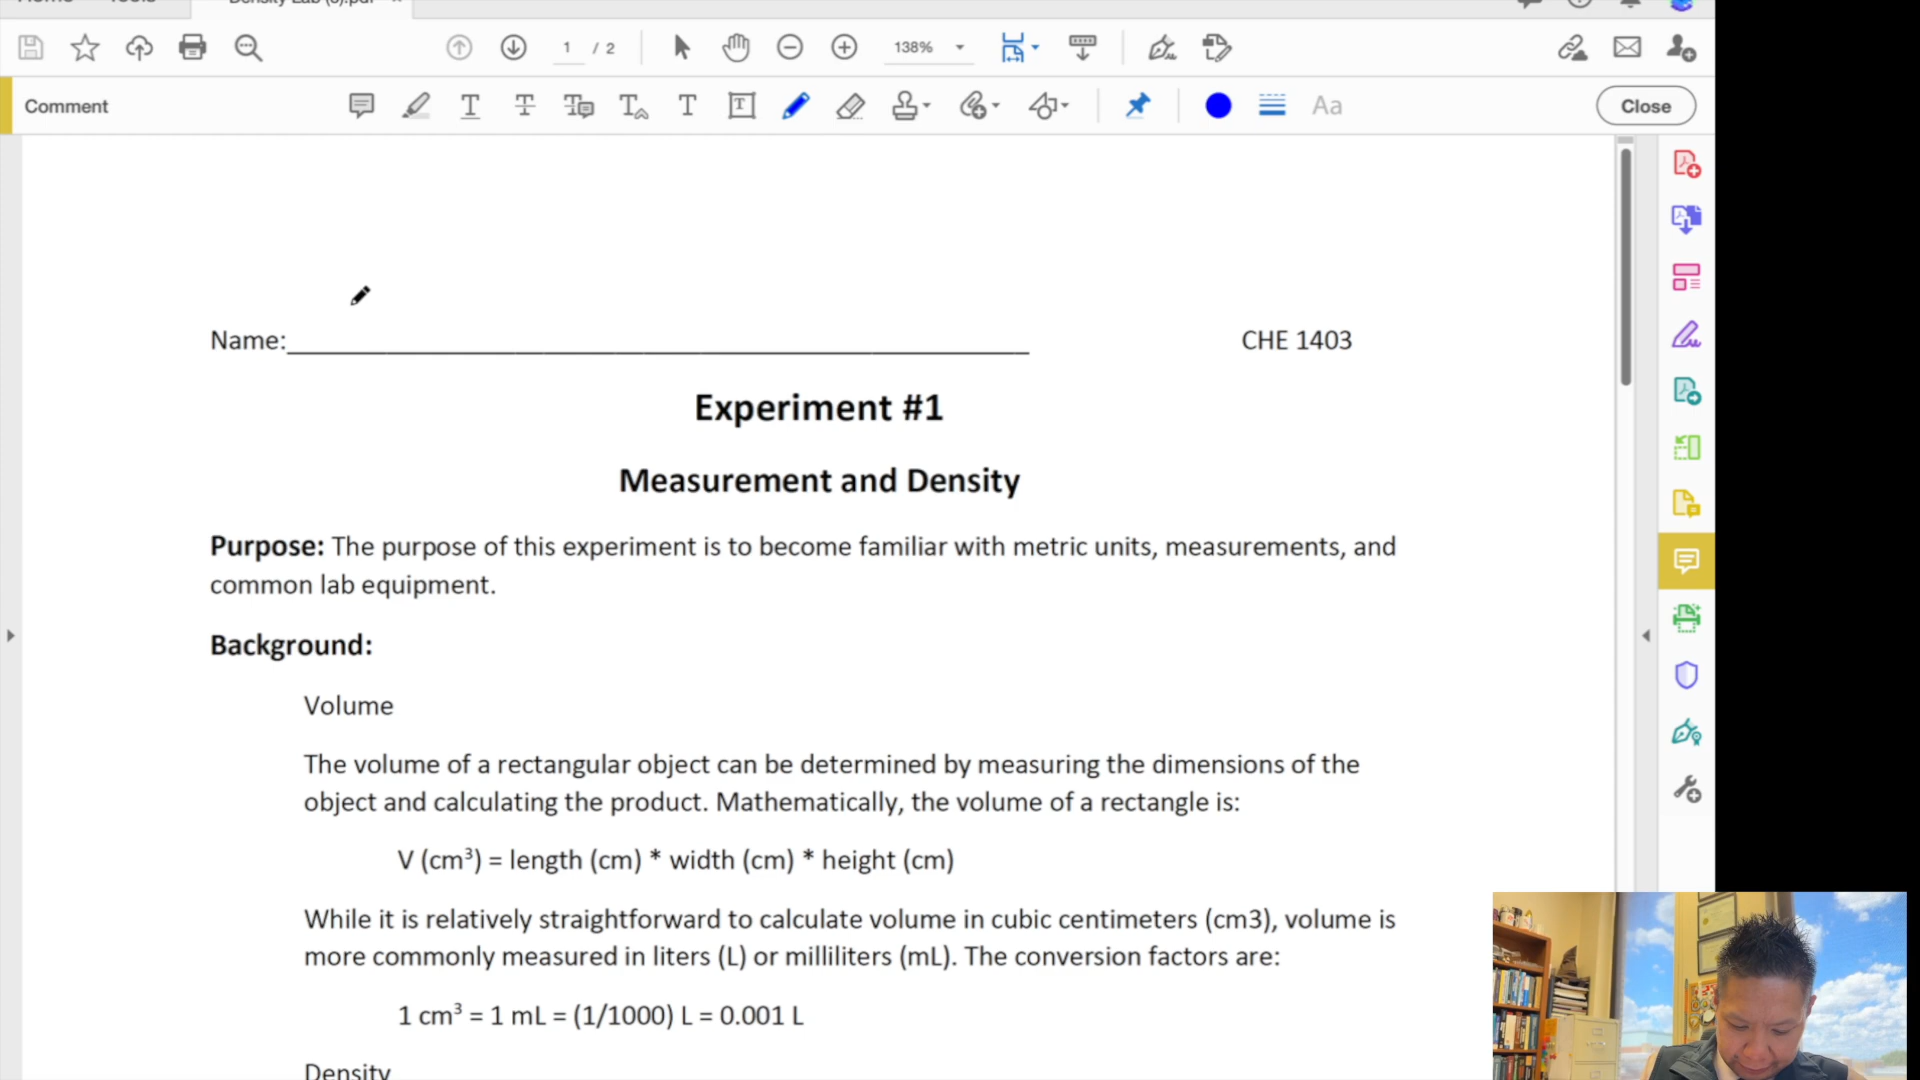 Density Lab (6).pdf
1 / 2
138%
Comment
Aa
Close
Name:
CHE 1403
Experiment #1
Measurement and Density
Purpose: The purpose of this experiment is to become familiar with metric units, measurements, and
common lab equipment.
Background:
Volume
The volume of a rectangular object can be determined by measuring the dimensions of the
object and calculating the product. Mathematically, the volume of a rectangle is:
V (cm³) = length (cm) * width (cm) * height (cm)
While it is relatively straightforward to calculate volume in cubic centimeters (cm3), volume is
more commonly measured in liters (L) or milliliters (mL). The conversion factors are:
1 cm³ = 1 mL = (1/1000) L = 0.001 L
Density